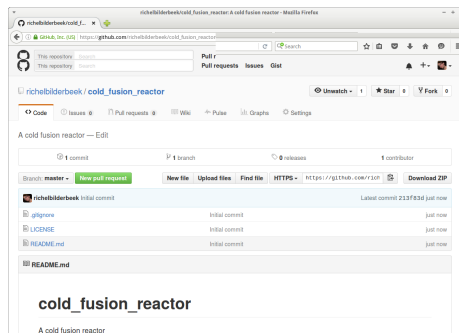 richelbilderbeek/cold_fusion_reactor: A cold fusion reactor - Mozilla Firefox
richelbilderbeek/cold_f... ×
GitHub, Inc. (US) https://github.com/richelbilderbeek/cold_fusion_reactor
Search
This repository Search Pull r
This repository Search Pull requests Issues Gist
richelbilderbeek / cold_fusion_reactor Unwatch 1 Star 0 Fork 0
Code Issues 0 Pull requests 0 Wiki Pulse Graphs Settings
A cold fusion reactor — Edit
1 commit 1 branch 0 releases 1 contributor
Branch: master New pull request New file Upload files Find file HTTPS https://github.com/rich Download ZIP
richelbilderbeek Initial commit Latest commit 213f83d just now
.gitignore Initial commit just now
LICENSE Initial commit just now
README.md Initial commit just now
README.md
cold_fusion_reactor
A cold fusion reactor